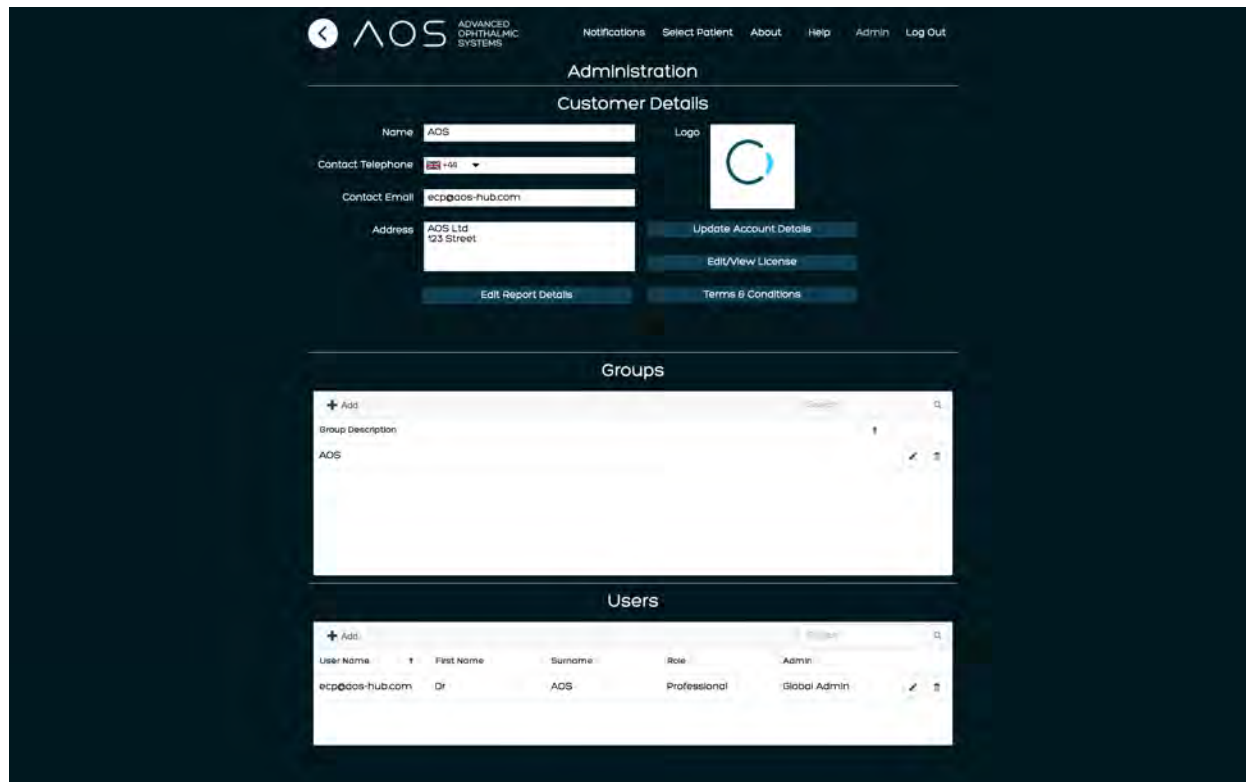 AOS ADVANCED OPHTHALMIC SYSTEMS
Notifications Select Patient About Help Admin Log Out
Administration
Customer Details
Name AOS
Logo
Contact Telephone +44
Contact Email ecp@aos-hub.com
Address AOS Ltd
123 Street
Update Account Details
Edit/View License
Edit Report Details
Terms & Conditions
Groups
Add
Search
Group Description
AOS
Users
Add
User Name First Name Surname Role Admin
ecp@aos-hub.com Dr AOS Professional Global Admin